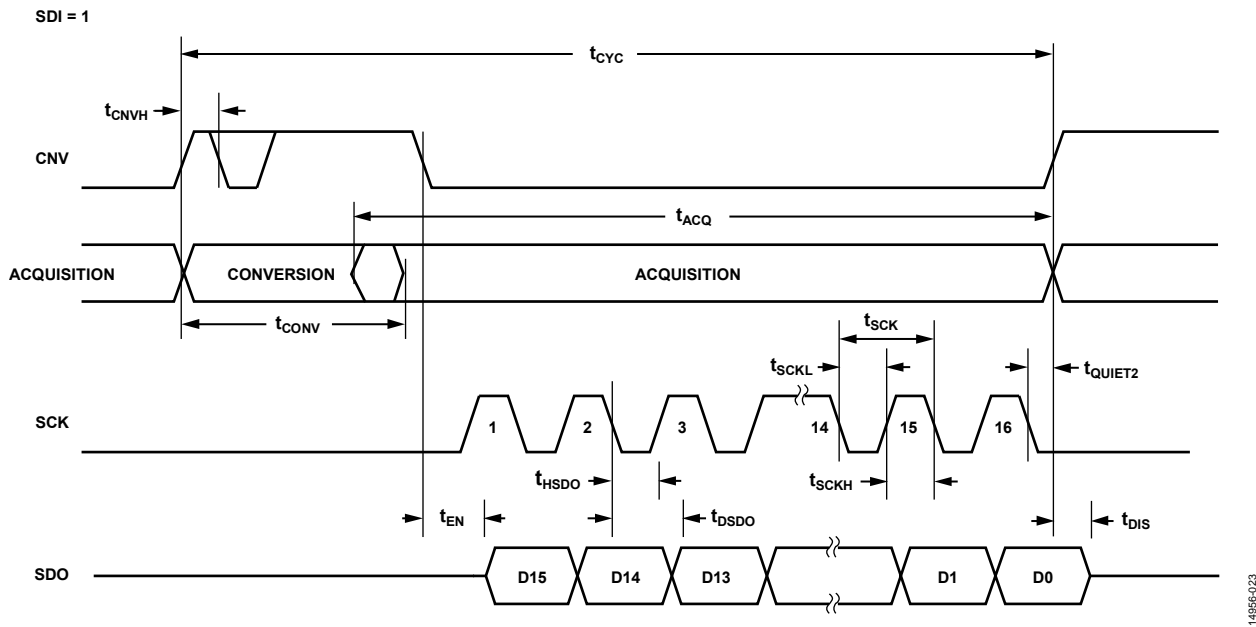 SDI = 1
tCYC
tCNVH
CNV
tACQ
ACQUISITION
CONVERSION
ACQUISITION
tCONV
tSCK
tSCKL
tQUIET2
SCK
1 2 3 14 15 16
tHSDO
tSCKH
tEN
tDSDO
tDIS
SDO
D15 D14 D13 D1 D0
14956-023